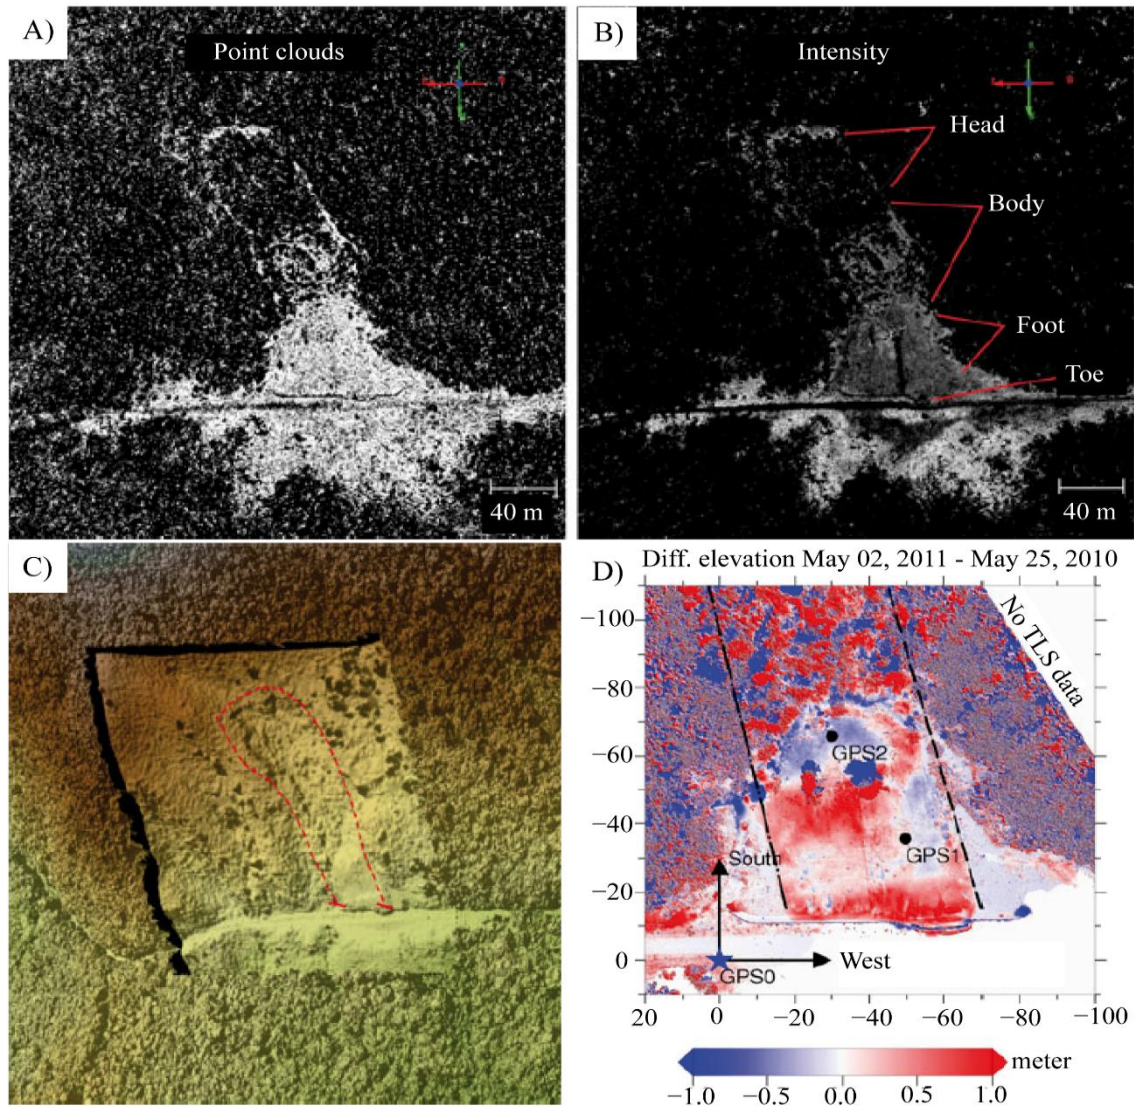 A)
Point clouds
40 m
B)
Intensity
Head
Body
Foot
Toe
40 m
C)
D)
Diff. elevation May 02, 2011 - May 25, 2010
No TLS data
−100
−80
−60
−40
−20
0
GPS2
GPS1
South
West
GPS0
20 0 −20 −40 −60 −80 −100
meter
−1.0 −0.5 0.0 0.5 1.0